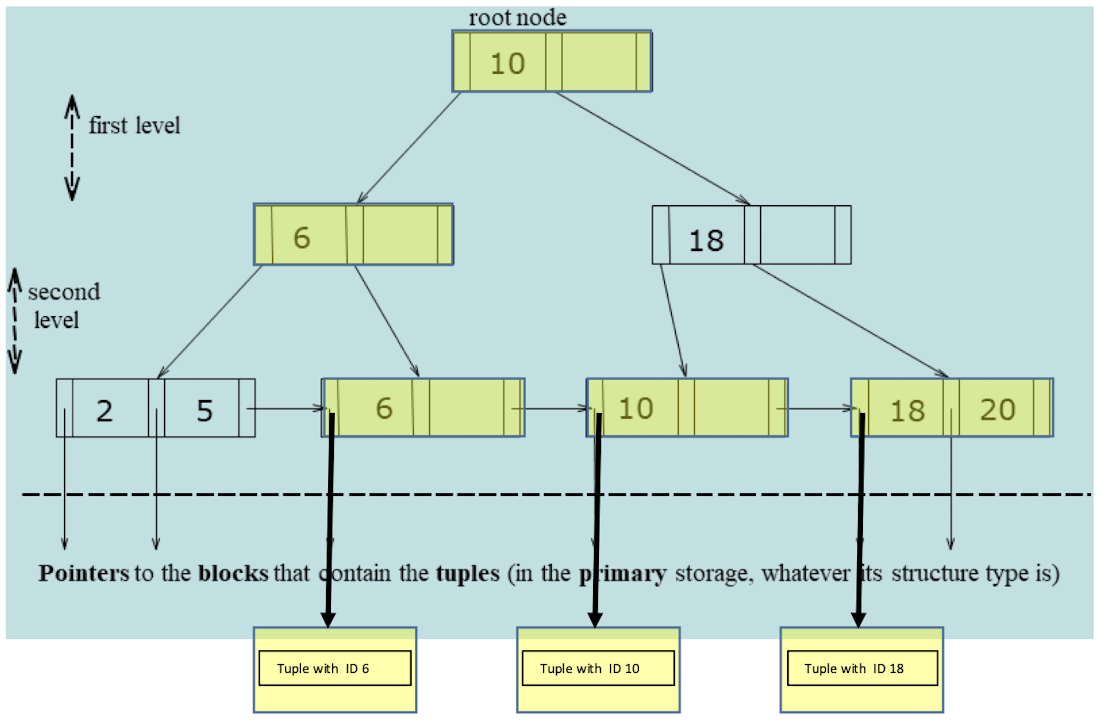 root node
10
first level
6
18
second
level
2 5 6 10 18 20
Pointers to the blocks that contain the tuples (in the primary storage, whatever its structure type is)
Tuple with ID 6
Tuple with ID 10
Tuple with ID 18